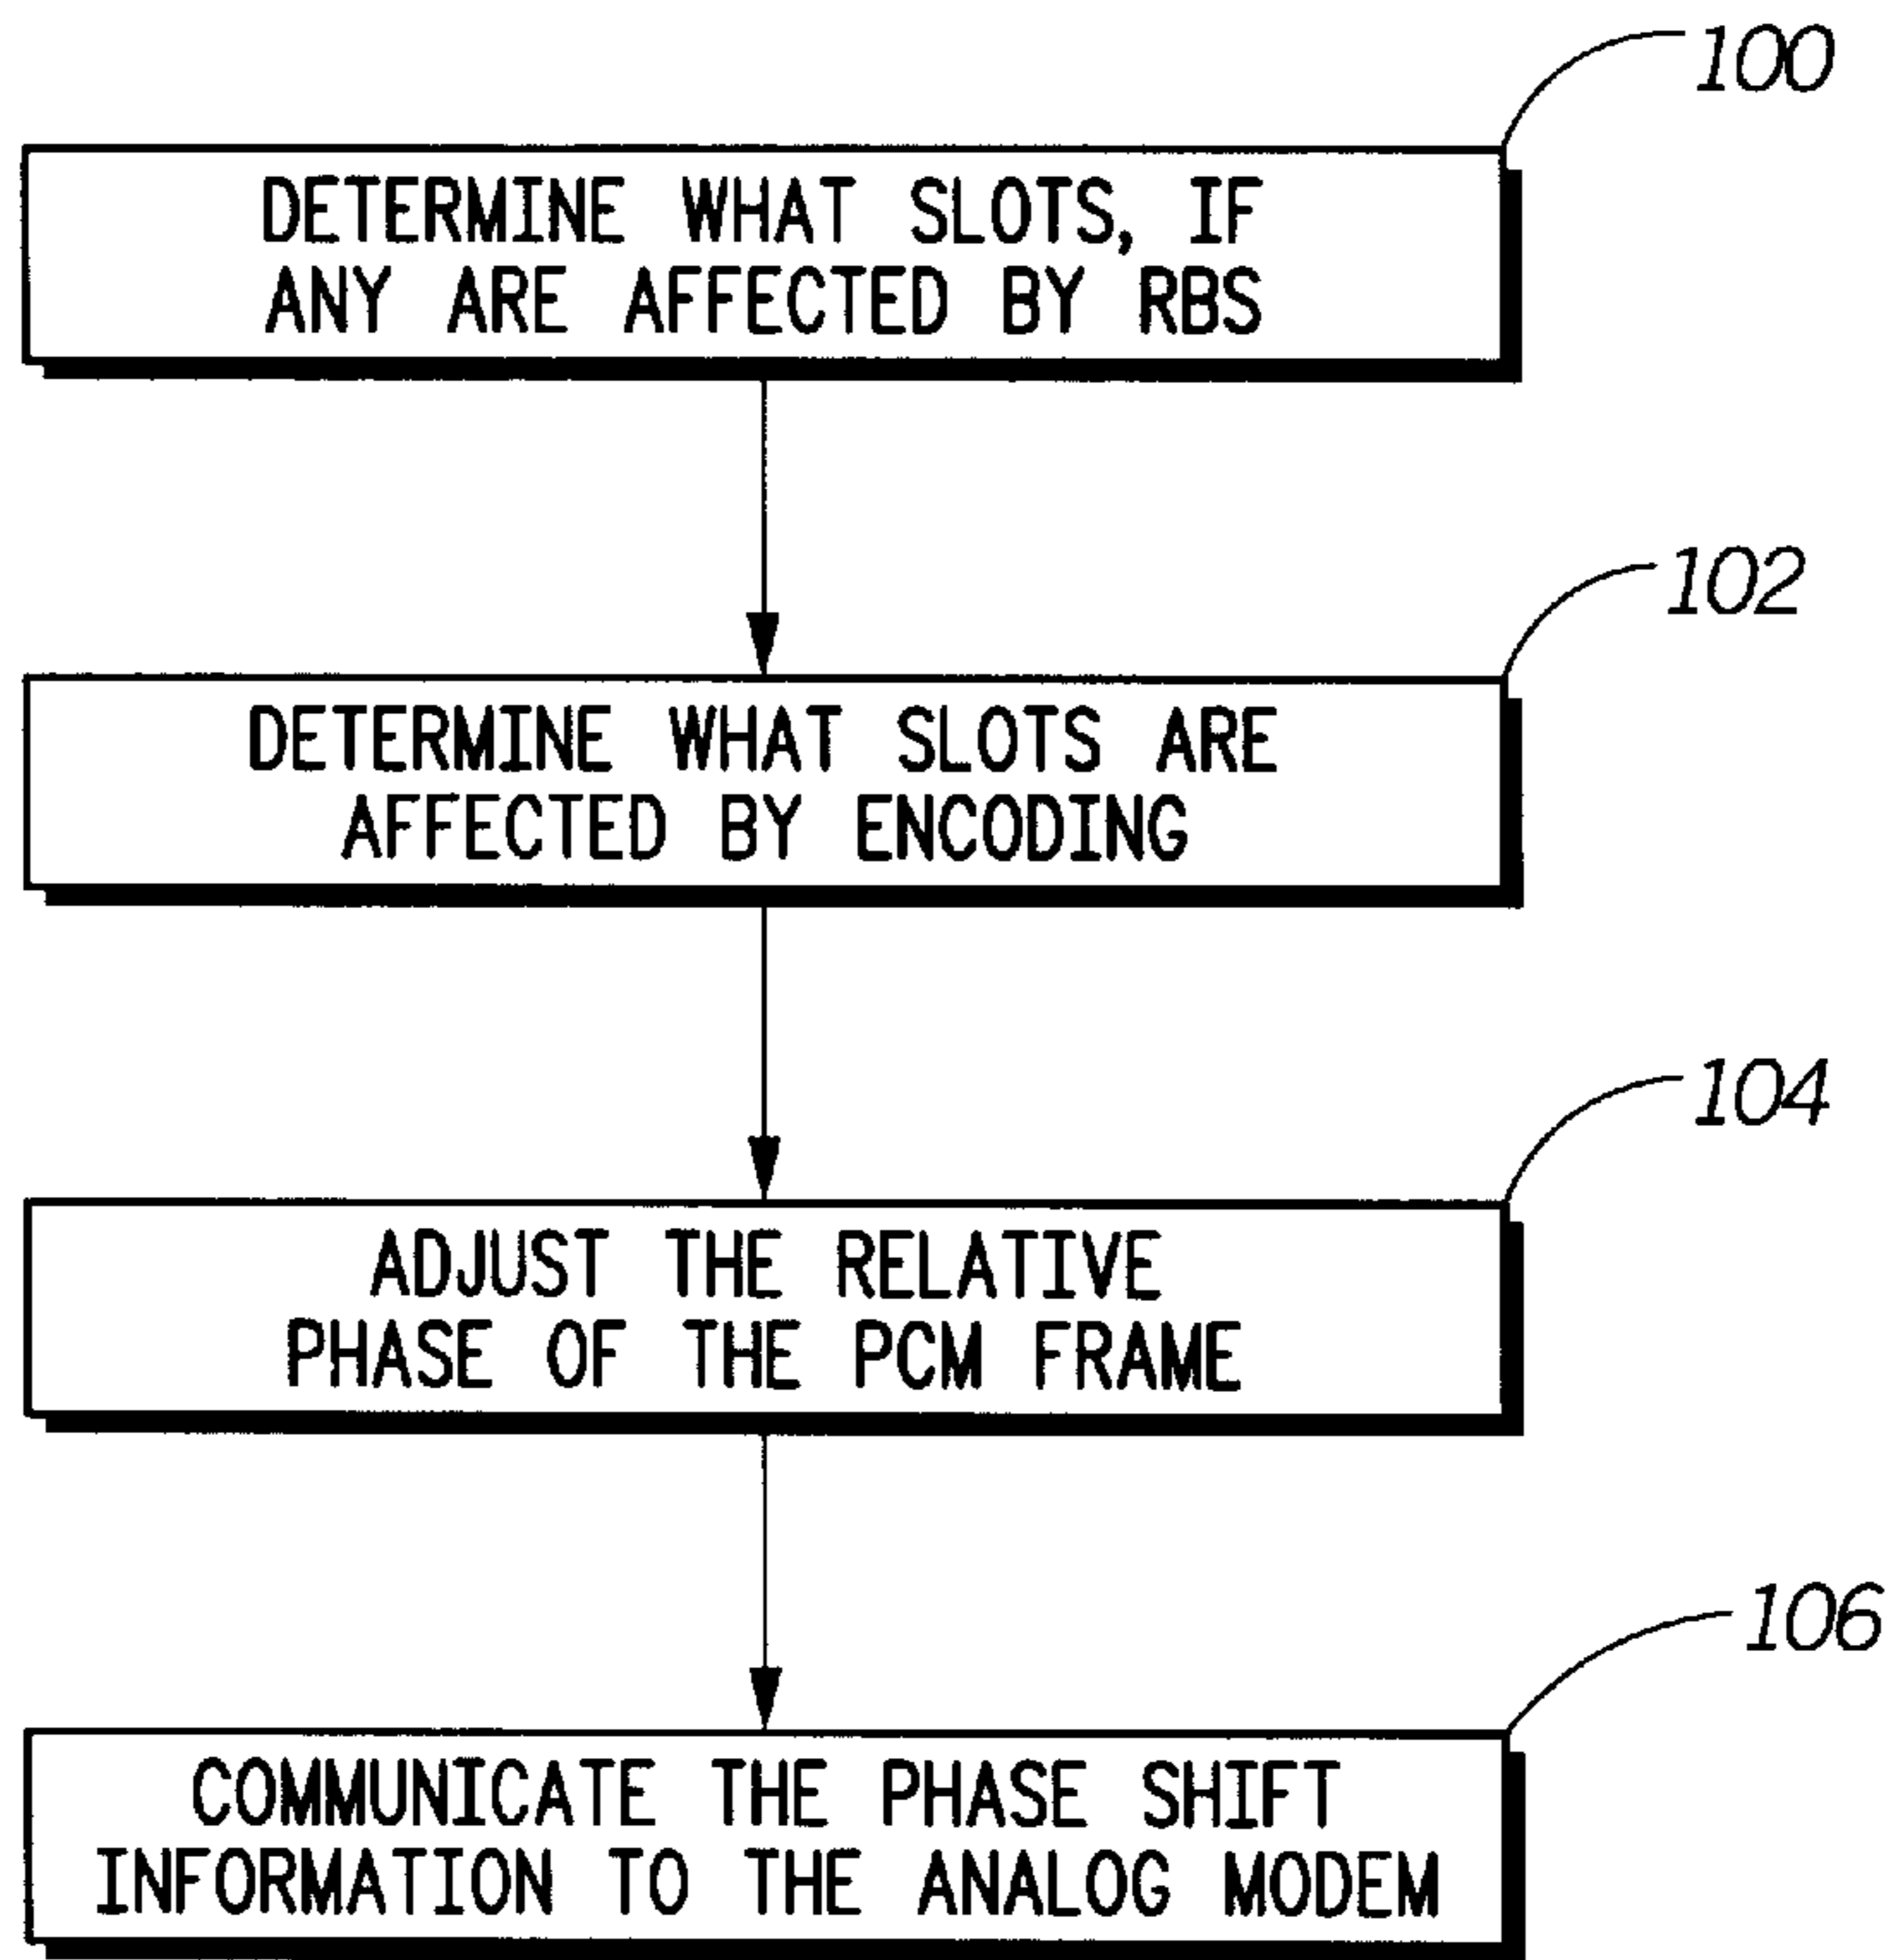 100
DETERMINE WHAT SLOTS, IF
ANY ARE AFFECTED BY RBS
102
DETERMINE WHAT SLOTS ARE
AFFECTED BY ENCODING
104
ADJUST THE RELATIVE
PHASE OF THE PCM FRAME
106
COMMUNICATE THE PHASE SHIFT
INFORMATION TO THE ANALOG MODEM